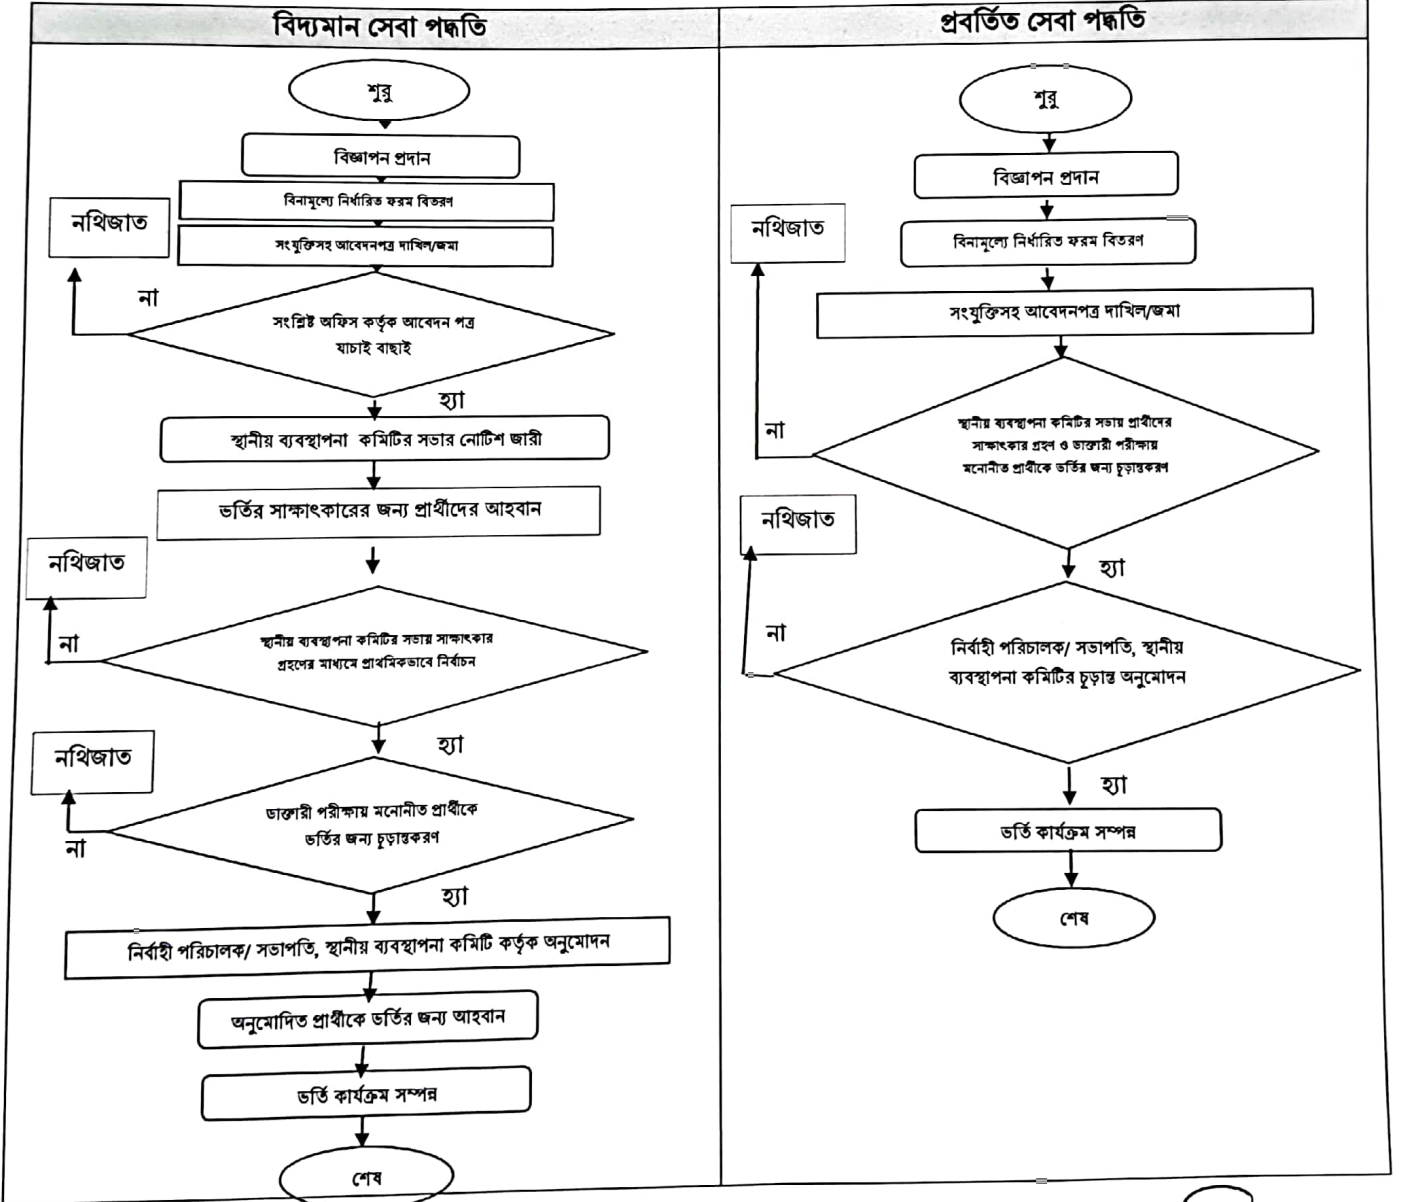 বিদ্যমান সেবা পদ্ধতি
শুরু
বিজ্ঞাপন প্রদান
বিনামূল্যে নির্ধারিত ফরম বিতরণ
নথিজাত
সংযুক্তিসহ আবেদনপত্র দাখিল/জমা
না
সংশ্লিষ্ট অফিস কর্তৃক আবেদন পত্র
যাচাই বাছাই
হ্যা
স্থানীয় ব্যবস্থাপনা কমিটির সভার নোটিশ জারী
ভর্তির সাক্ষাৎকারের জন্য প্রার্থীদের আহবান
নথিজাত
না
স্থানীয় ব্যবস্থাপনা কমিটির সভায় সাক্ষাৎকার
গ্রহণের মাধ্যমে প্রাথমিকভাবে নির্বাচন
হ্যা
নথিজাত
ডাক্তারী পরীক্ষায় মনোনীত প্রার্থীকে
ভর্তির জন্য চূড়ান্তকরণ
না
হ্যা
নির্বাহী পরিচালক/ সভাপতি, স্থানীয় ব্যবস্থাপনা কমিটি কর্তৃক অনুমোদন
অনুমোদিত প্রার্থীকে ভর্তির জন্য আহবান
ভর্তি কার্যক্রম সম্পন্ন
শেষ
প্রবর্তিত সেবা পদ্ধতি
শুরু
বিজ্ঞাপন প্রদান
নথিজাত
বিনামূল্যে নির্ধারিত ফরম বিতরণ
সংযুক্তিসহ আবেদনপত্র দাখিল/জমা
না
স্থানীয় ব্যবস্থাপনা কমিটির সভায় প্রার্থীদের
সাক্ষাৎকার গ্রহণ ও ডাক্তারী পরীক্ষায়
মনোনীত প্রার্থীকে ভর্তির জন্য চূড়ান্তকরণ
নথিজাত
হ্যা
না
নির্বাহী পরিচালক/ সভাপতি, স্থানীয়
ব্যবস্থাপনা কমিটির চূড়ান্ত অনুমোদন
হ্যা
ভর্তি কার্যক্রম সম্পন্ন
শেষ